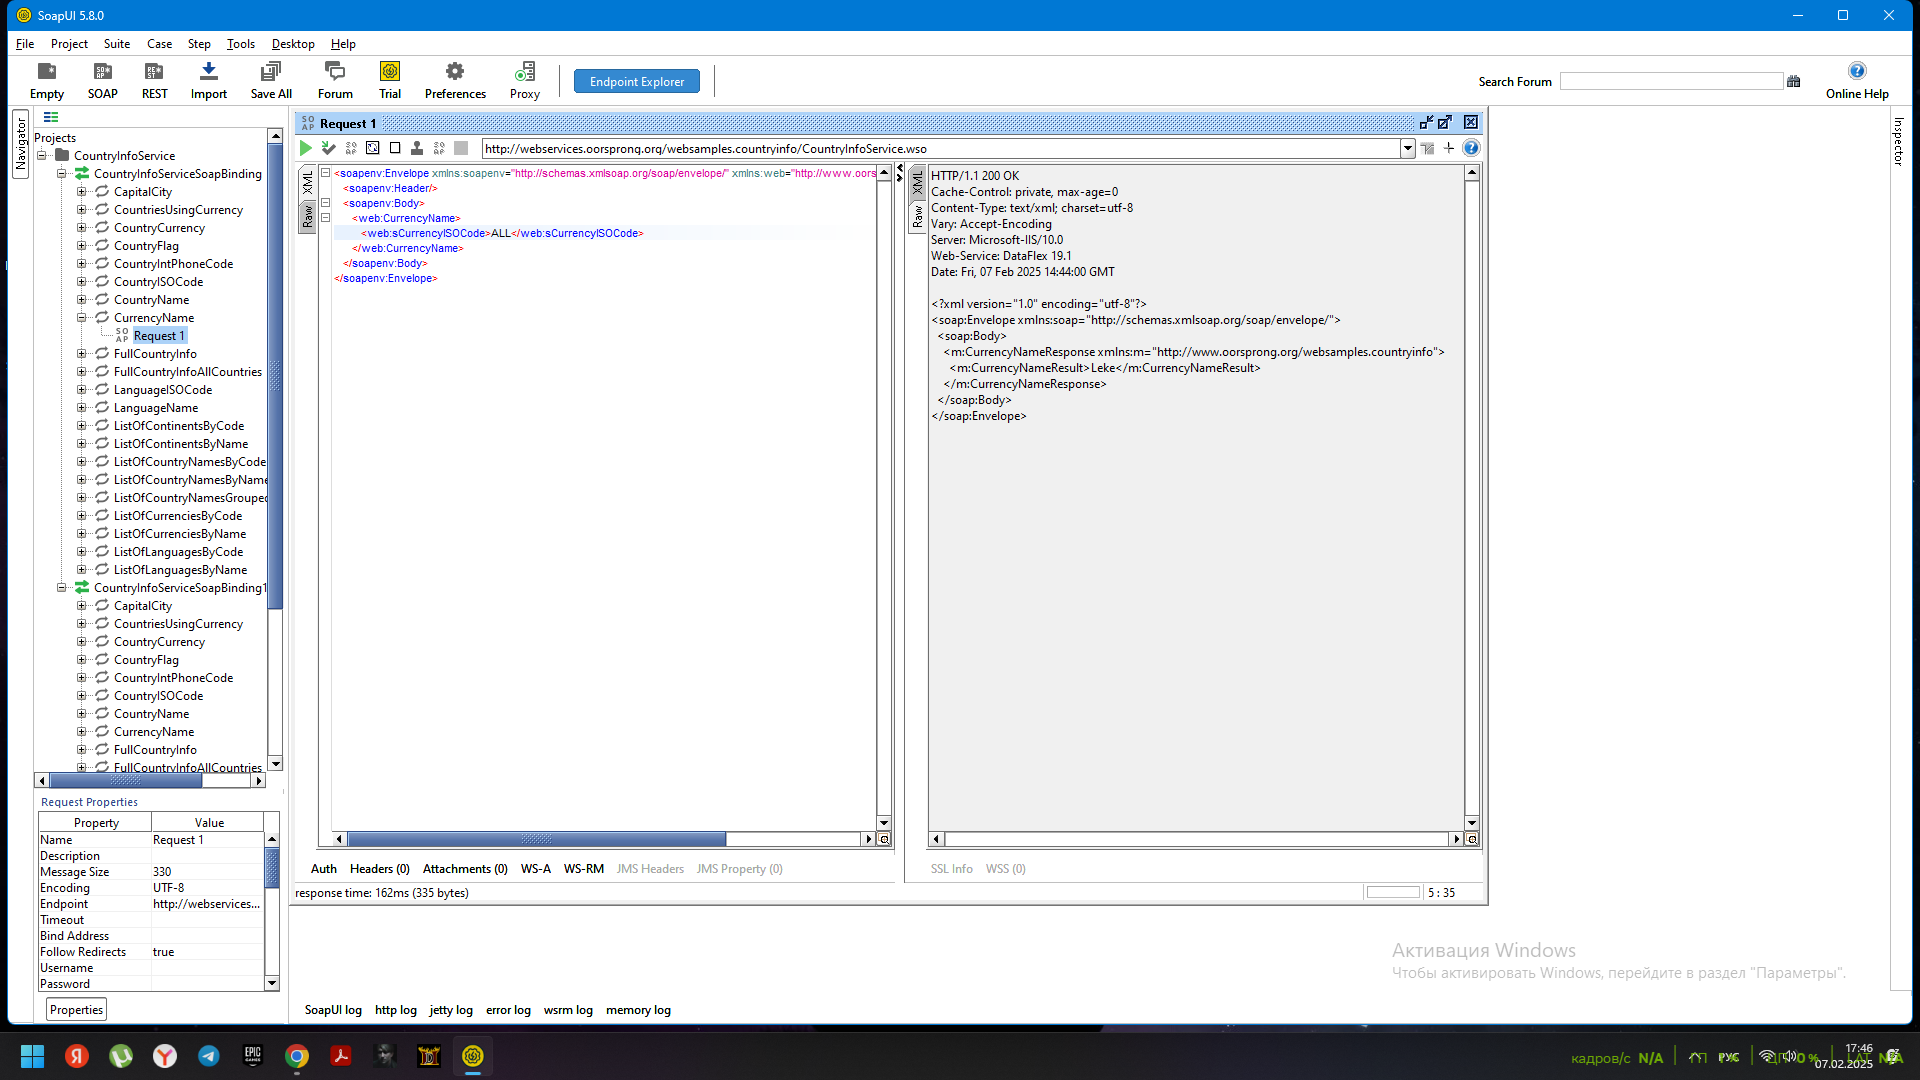 SoapUI 5.8.0
File Project Suite Case Step Tools Desktop Help
Empty SOAP REST Import Save All Forum Trial Preferences Proxy
Endpoint Explorer
Search Forum
Online Help
Navigator
Projects
CountryInfoService
CountryInfoServiceSoapBinding
CapitalCity
CountriesUsingCurrency
CountryCurrency
CountryFlag
CountryIntPhoneCode
CountryISOCode
CountryName
CurrencyName
Request 1
FullCountryInfo
FullCountryInfoAllCountries
LanguageISOCode
LanguageName
ListOfContinentsByCode
ListOfContinentsByName
ListOfCountryNamesByCode
ListOfCountryNamesByName
ListOfCountryNamesGrouped
ListOfCurrenciesByCode
ListOfCurrenciesByName
ListOfLanguagesByCode
ListOfLanguagesByName
CountryInfoServiceSoapBinding1
CapitalCity
CountriesUsingCurrency
CountryCurrency
CountryFlag
CountryIntPhoneCode
CountryISOCode
CountryName
CurrencyName
FullCountryInfo
FullCountryInfoAllCountries
Request Properties
Property Value
Name Request 1
Description
Message Size 330
Encoding UTF-8
Endpoint http://webservices...
Timeout
Bind Address
Follow Redirects true
Username
Password
Properties
SO AP Request 1
http://webservices.oorsprong.org/websamples.countryinfo/CountryInfoService.wso
XML
Raw
<soapenv:Envelope xmlns:soapenv="http://schemas.xmlsoap.org/soap/envelope/" xmlns:web="http://www.oors
<soapenv:Header/>
<soapenv:Body>
<web:CurrencyName>
<web:sCurrencyISOCode>ALL</web:sCurrencyISOCode>
</web:CurrencyName>
</soapenv:Body>
</soapenv:Envelope>
XML
Raw
HTTP/1.1 200 OK
Cache-Control: private, max-age=0
Content-Type: text/xml; charset=utf-8
Vary: Accept-Encoding
Server: Microsoft-IIS/10.0
Web-Service: DataFlex 19.1
Date: Fri, 07 Feb 2025 14:44:00 GMT
<?xml version="1.0" encoding="utf-8"?>
<soap:Envelope xmlns:soap="http://schemas.xmlsoap.org/soap/envelope/">
<soap:Body>
<m:CurrencyNameResponse xmlns:m="http://www.oorsprong.org/websamples.countryinfo">
<m:CurrencyNameResult>Leke</m:CurrencyNameResult>
</m:CurrencyNameResponse>
</soap:Body>
</soap:Envelope>
Inspector
Auth Headers (0) Attachments (0) WS-A WS-RM JMS Headers JMS Property (0)
SSL Info WSS (0)
response time: 162ms (335 bytes)
5 : 35
Активация Windows
Чтобы активировать Windows, перейдите в раздел "Параметры".
SoapUI log http log jetty log error log wsrm log memory log
EPIC GAMES
кадров/с N/A
РУС
0 %
17:46
07.02.2025